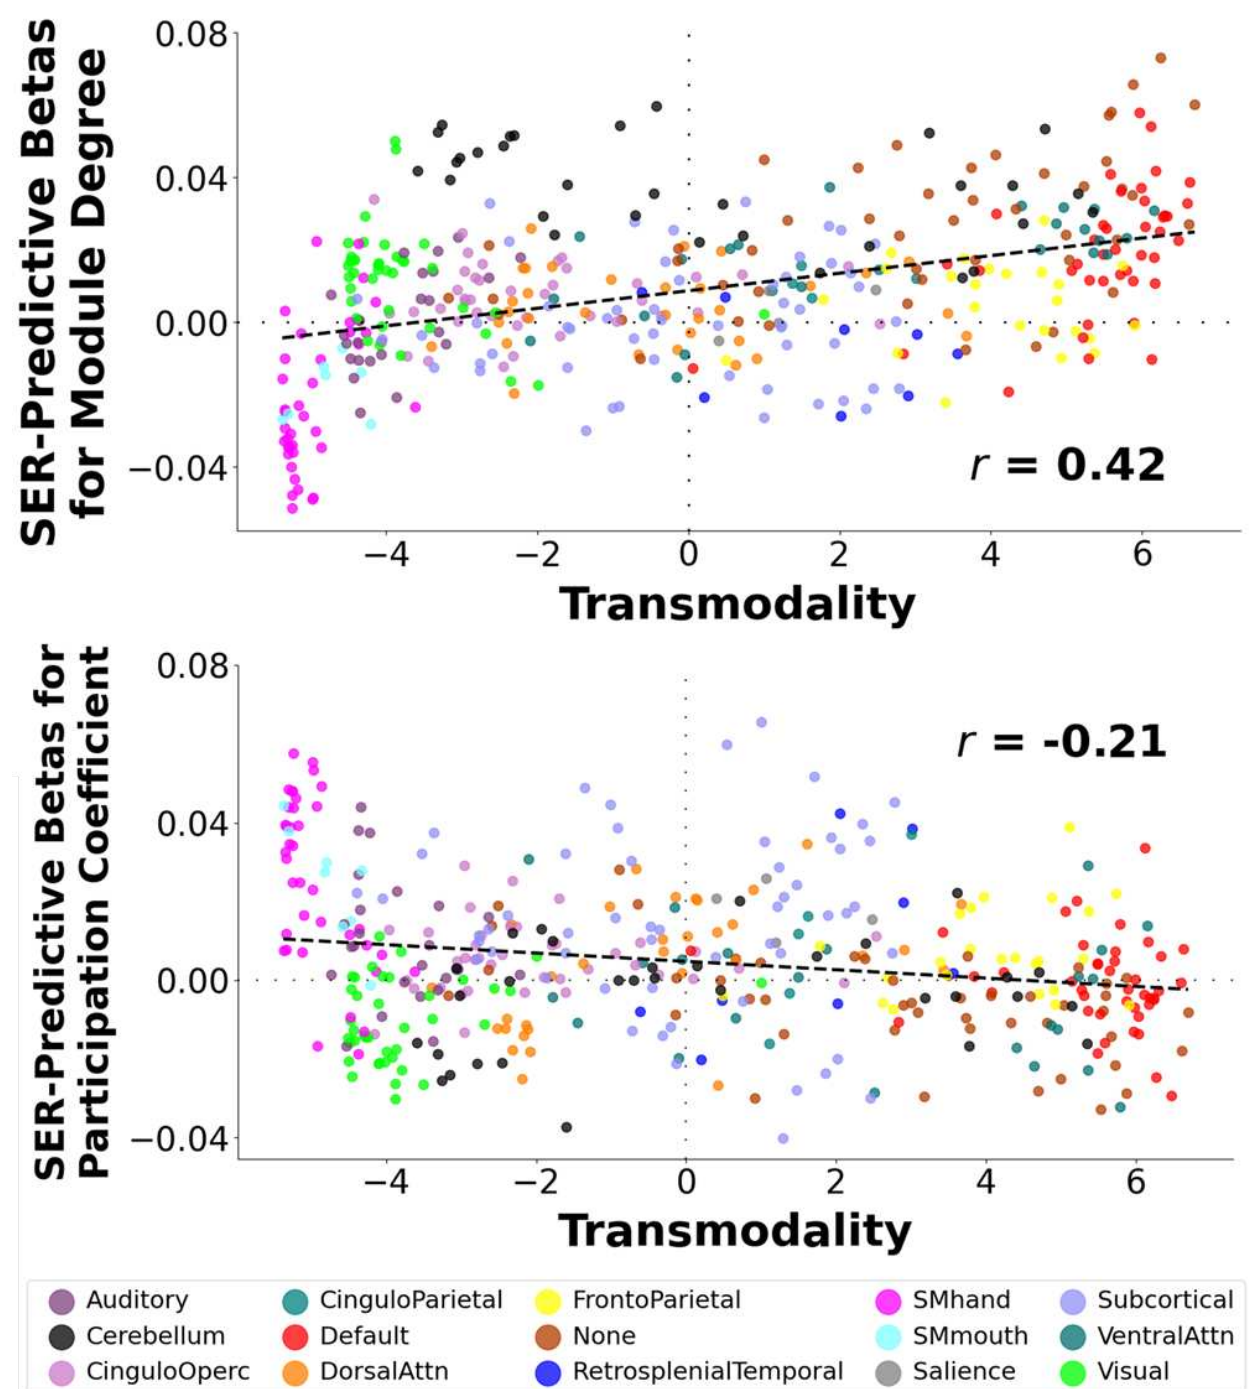 SER-Predictive Betas
for Module Degree
0.08
0.04
0.00
−0.04
r = 0.42
−4 −2 0 2 4 6
Transmodality
SER-Predictive Betas for
Participation Coefficient
0.08
0.04
0.00
−0.04
r = -0.21
−4 −2 0 2 4 6
Transmodality
Auditory CinguloParietal FrontoParietal SMhand Subcortical
Cerebellum Default None SMmouth VentralAttn
CinguloOperc DorsalAttn RetrosplenialTemporal Salience Visual